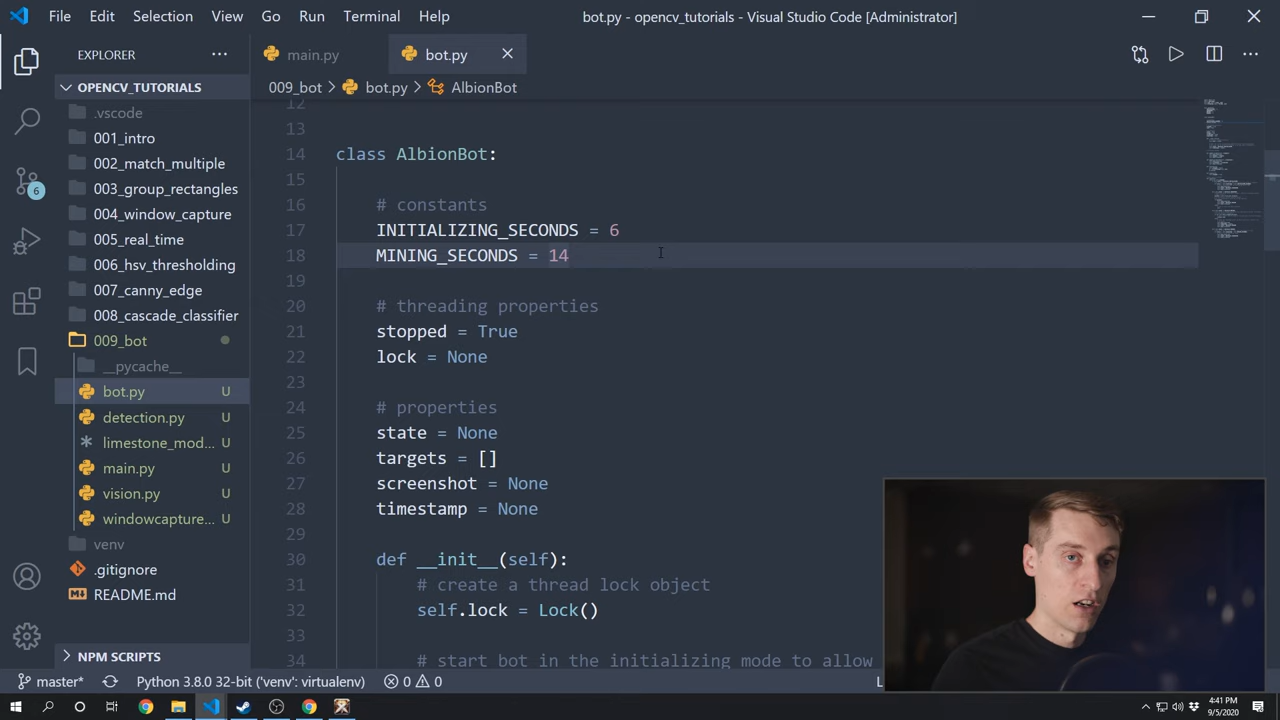 File Edit Selection View Go Run Terminal Help bot.py - opencv_tutorials - Visual Studio Code [Administrator]
EXPLORER ···
main.py
bot.py
OPENCV_TUTORIALS
009_bot > bot.py > AlbionBot
.vscode
001_intro
002_match_multiple
003_group_rectangles
004_window_capture
005_real_time
006_hsv_thresholding
007_canny_edge
008_cascade_classifier
009_bot
__pycache__
bot.py U
detection.py U
limestone_mod... U
main.py U
vision.py U
windowcapture... U
venv
.gitignore
README.md
NPM SCRIPTS
6
12
13
14 class AlbionBot:
15
16 # constants
17 INITIALIZING_SECONDS = 6
18 MINING_SECONDS = 14
19
20 # threading properties
21 stopped = True
22 lock = None
23
24 # properties
25 state = None
26 targets = []
27 screenshot = None
28 timestamp = None
29
30 def __init__(self):
31 # create a thread lock object
32 self.lock = Lock()
33
34 # start bot in the initializing mode to allow
master* Python 3.8.0 32-bit ('venv': virtualenv) 0 0 L
4:41 PM
9/5/2020